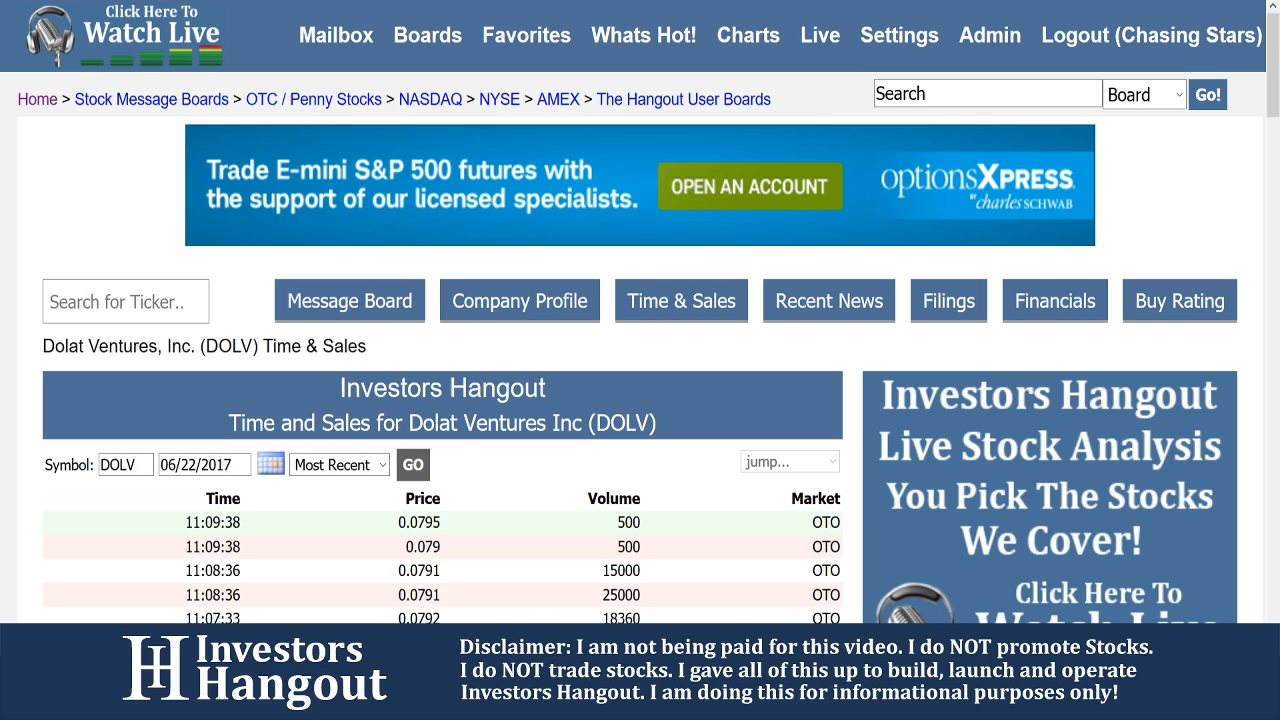 Click Here To
Watch Live
Mailbox Boards Favorites Whats Hot! Charts Live Settings Admin Logout (Chasing Stars)
Home > Stock Message Boards > OTC / Penny Stocks > NASDAQ > NYSE > AMEX > The Hangout User Boards
Search Board Go!
Trade E-mini S&P 500 futures with
the support of our licensed specialists.
OPEN AN ACCOUNT
optionsXpress
by charles SCHWAB
Search for Ticker.. Message Board Company Profile Time & Sales Recent News Filings Financials Buy Rating
Dolat Ventures, Inc. (DOLV) Time & Sales
Investors Hangout
Time and Sales for Dolat Ventures Inc (DOLV)
Symbol: DOLV 06/22/2017 Most Recent GO jump...
Time Price Volume Market
11:09:38 0.0795 500 OTO
11:09:38 0.079 500 OTO
11:08:36 0.0791 15000 OTO
11:08:36 0.0791 25000 OTO
11:07:33 0.0792 18360 OTO
Investors Hangout
Live Stock Analysis
You Pick The Stocks
We Cover!
Click Here To
Watch Live
Investors
Hangout
Disclaimer: I am not being paid for this video. I do NOT promote Stocks.
I do NOT trade stocks. I gave all of this up to build, launch and operate
Investors Hangout. I am doing this for informational purposes only!